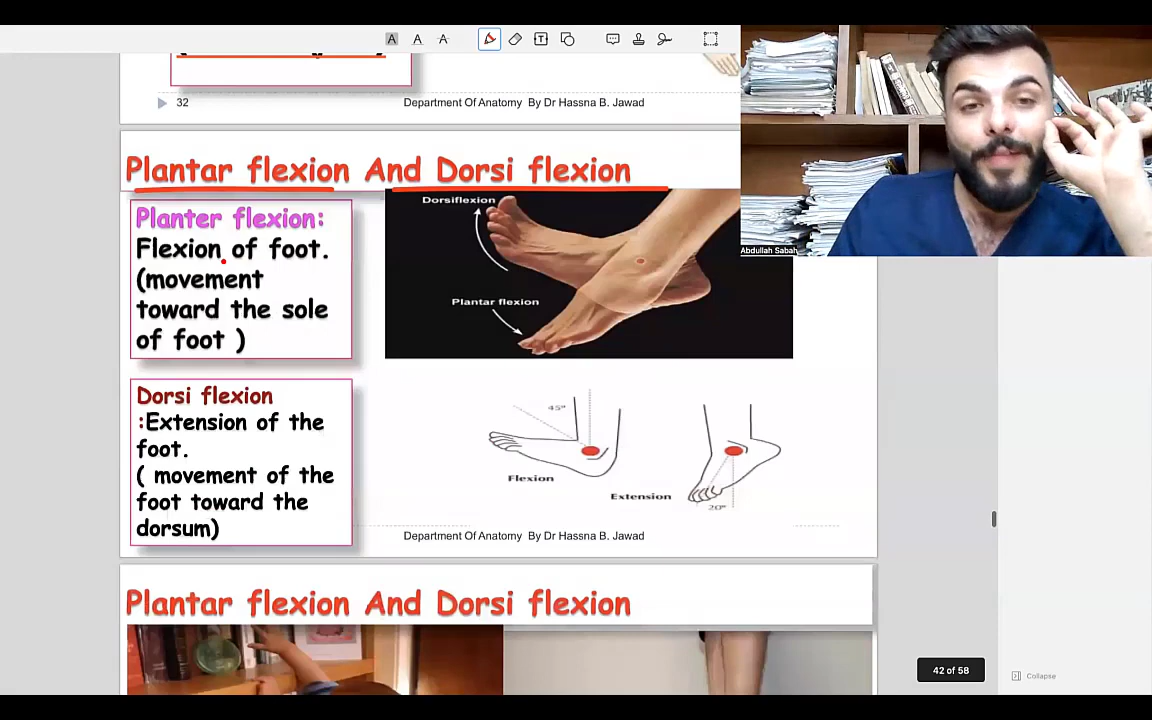 32
Department Of Anatomy By Dr Hassna B. Jawad
Plantar flexion And Dorsi flexion
Planter flexion:
Flexion of foot.
(movement
toward the sole
of foot )
Dorsiflexion
Plantar flexion
Abdullah Sabah
Dorsi flexion
:Extension of the
foot.
( movement of the
foot toward the
dorsum)
45°
Flexion
Extension
20°
Department Of Anatomy By Dr Hassna B. Jawad
Plantar flexion And Dorsi flexion
42 of 58
Collapse